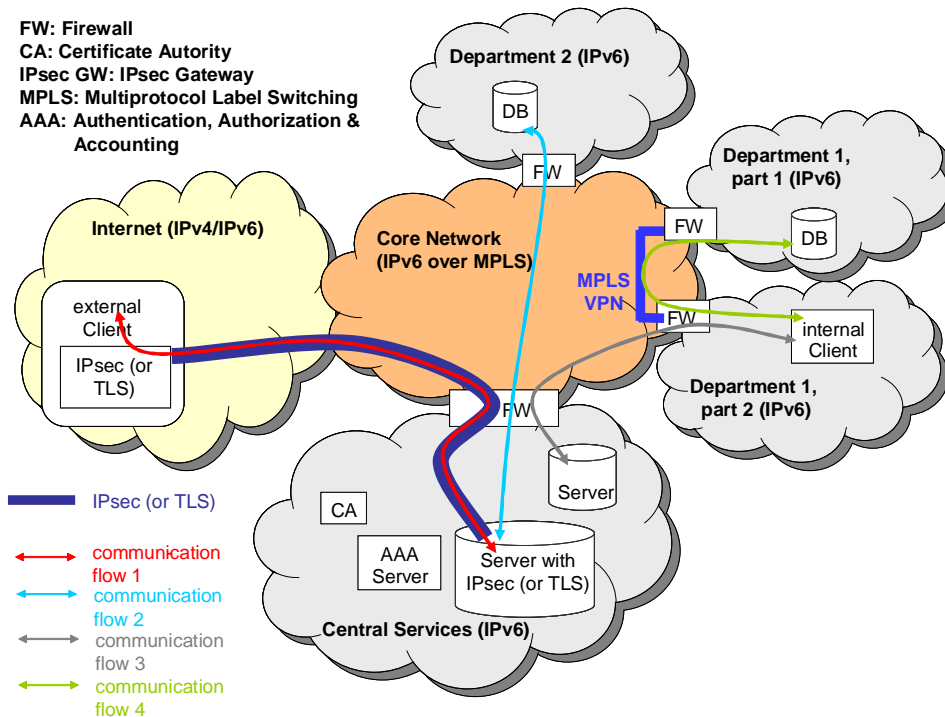 FW: Firewall
CA: Certificate Autority
IPsec GW: IPsec Gateway
MPLS: Multiprotocol Label Switching
AAA: Authentication, Authorization &
Accounting
Department 2 (IPv6)
DB
FW
Department 1,
part 1 (IPv6)
FW
DB
Internet (IPv4/IPv6)
Core Network
(IPv6 over MPLS)
MPLS
VPN
FW
external
Client
IPsec (or
TLS)
internal
Client
Department 1,
part 2 (IPv6)
FW
Server
CA
AAA
Server
Server with
IPsec (or TLS)
Central Services (IPv6)
IPsec (or TLS)
communication
flow 1
communication
flow 2
communication
flow 3
communication
flow 4